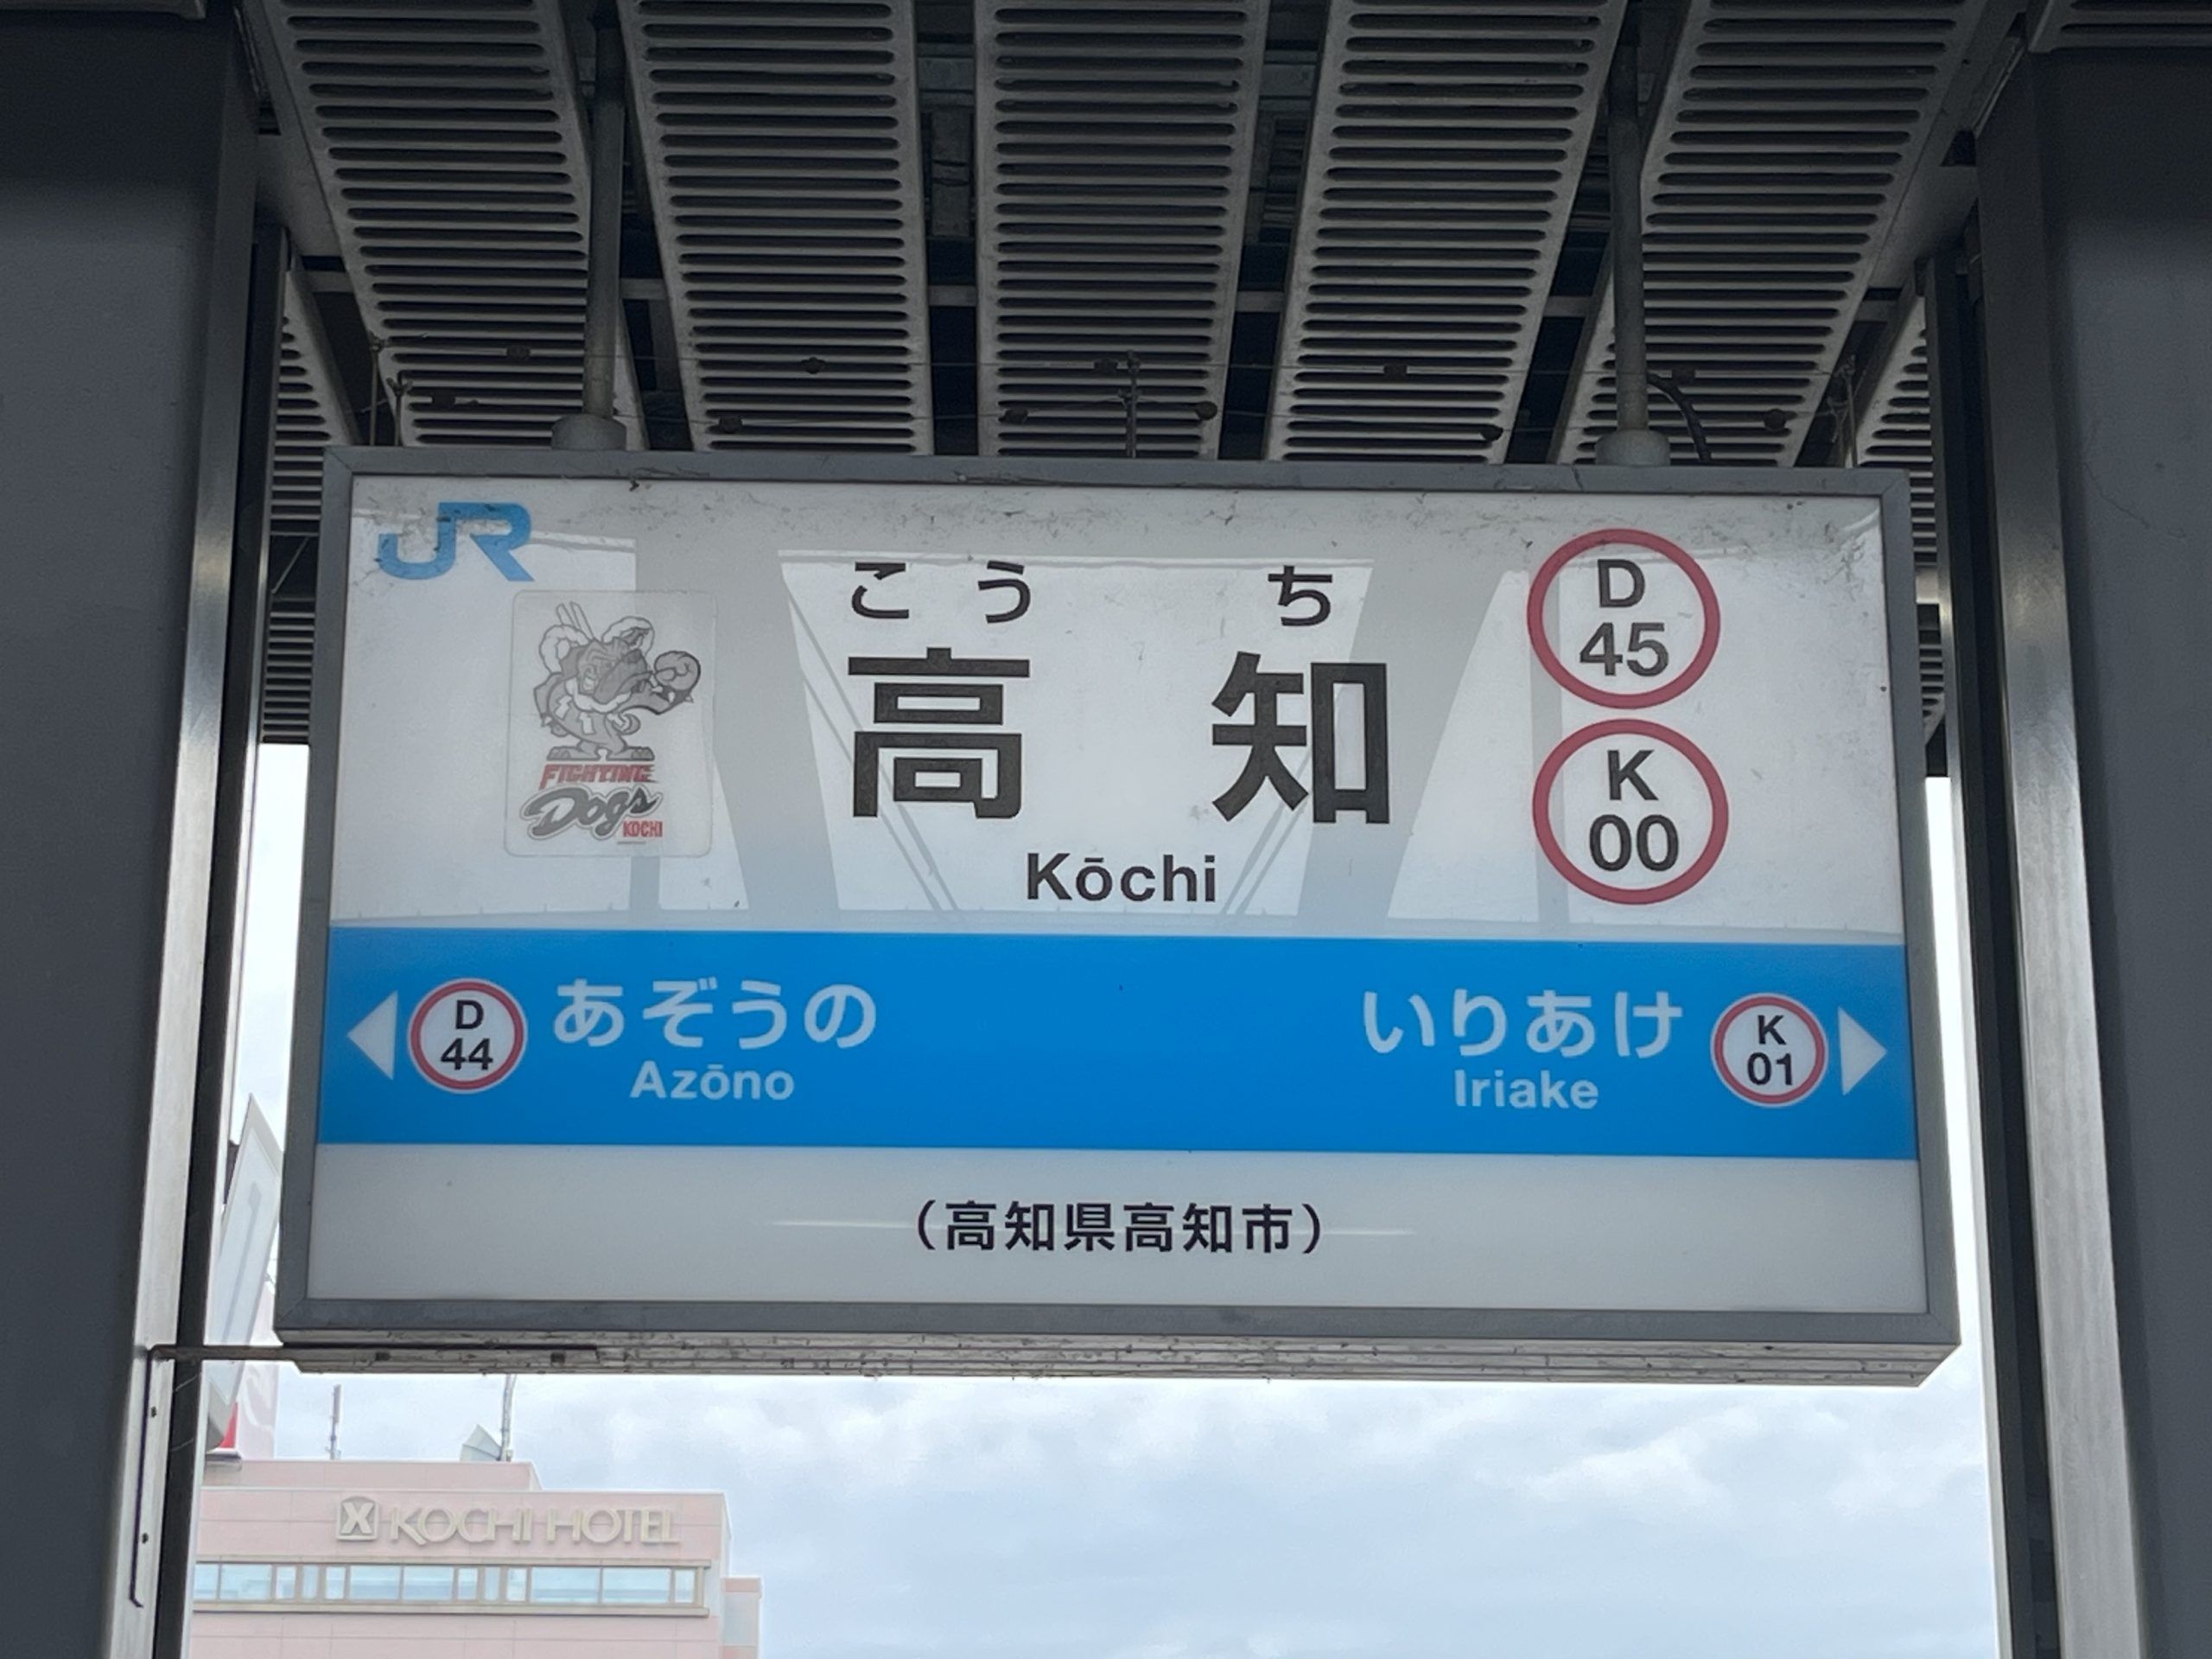 JR
こうち
高知
Kōchi
D
45
K
00
FIGHTING
Dogs
KOCHI
D
44
あぞうの
Azōno
いりあけ
Iriake
K
01
（高知県高知市）
KOCHI HOTEL